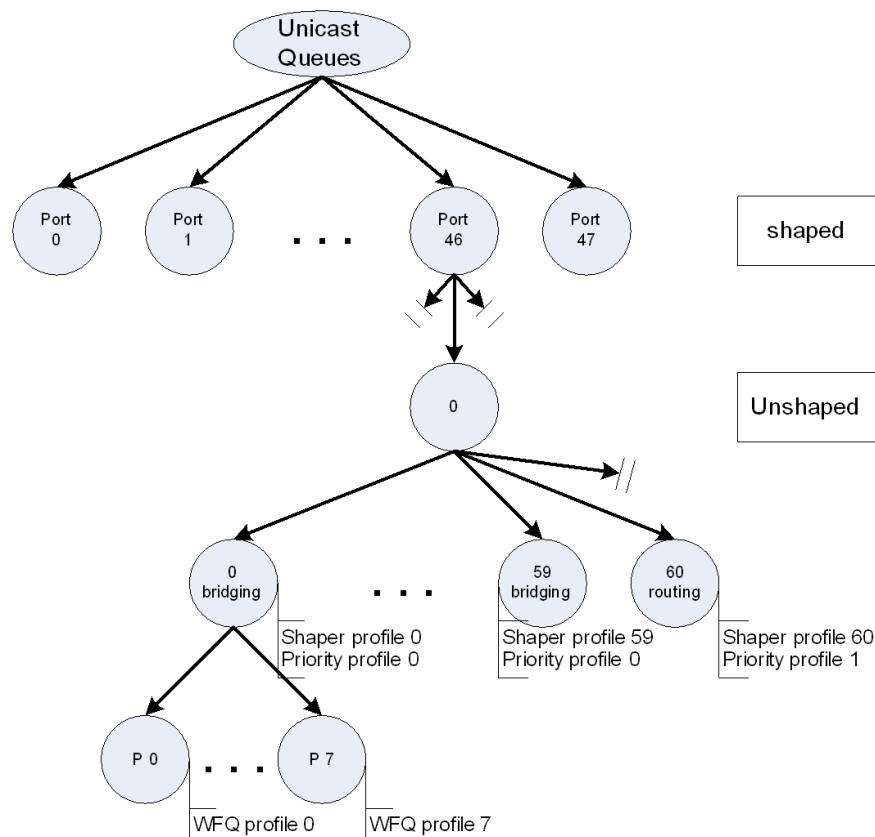 Unicast
Queues
Port
0
Port
1
. . .
Port
46
Port
47
shaped
0
Unshaped
0
bridging
. . .
59
bridging
60
routing
Shaper profile 0
Priority profile 0
Shaper profile 59
Priority profile 0
Shaper profile 60
Priority profile 1
P 0
. . .
P 7
WFQ profile 0
WFQ profile 7